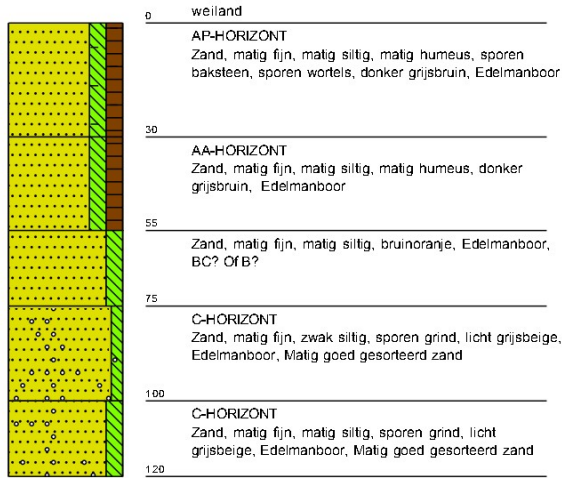 0 weiland
AP-HORIZONT
Zand, matig fijn, matig siltig, matig humeus, sporen
baksteen, sporen wortels, donker grijsbruin, Edelmanboor
30
AA-HORIZONT
Zand, matig fijn, matig siltig, matig humeus, donker
grijsbruin, Edelmanboor
55
Zand, matig fijn, matig siltig, bruinoranje, Edelmanboor,
BC? Of B?
75
C-HORIZONT
Zand, matig fijn, zwak siltig, sporen grind, licht grijsbeige,
Edelmanboor, Matig goed gesorteerd zand
100
C-HORIZONT
Zand, matig fijn, matig siltig, sporen grind, licht
grijsbeige, Edelmanboor, Matig goed gesorteerd zand
120